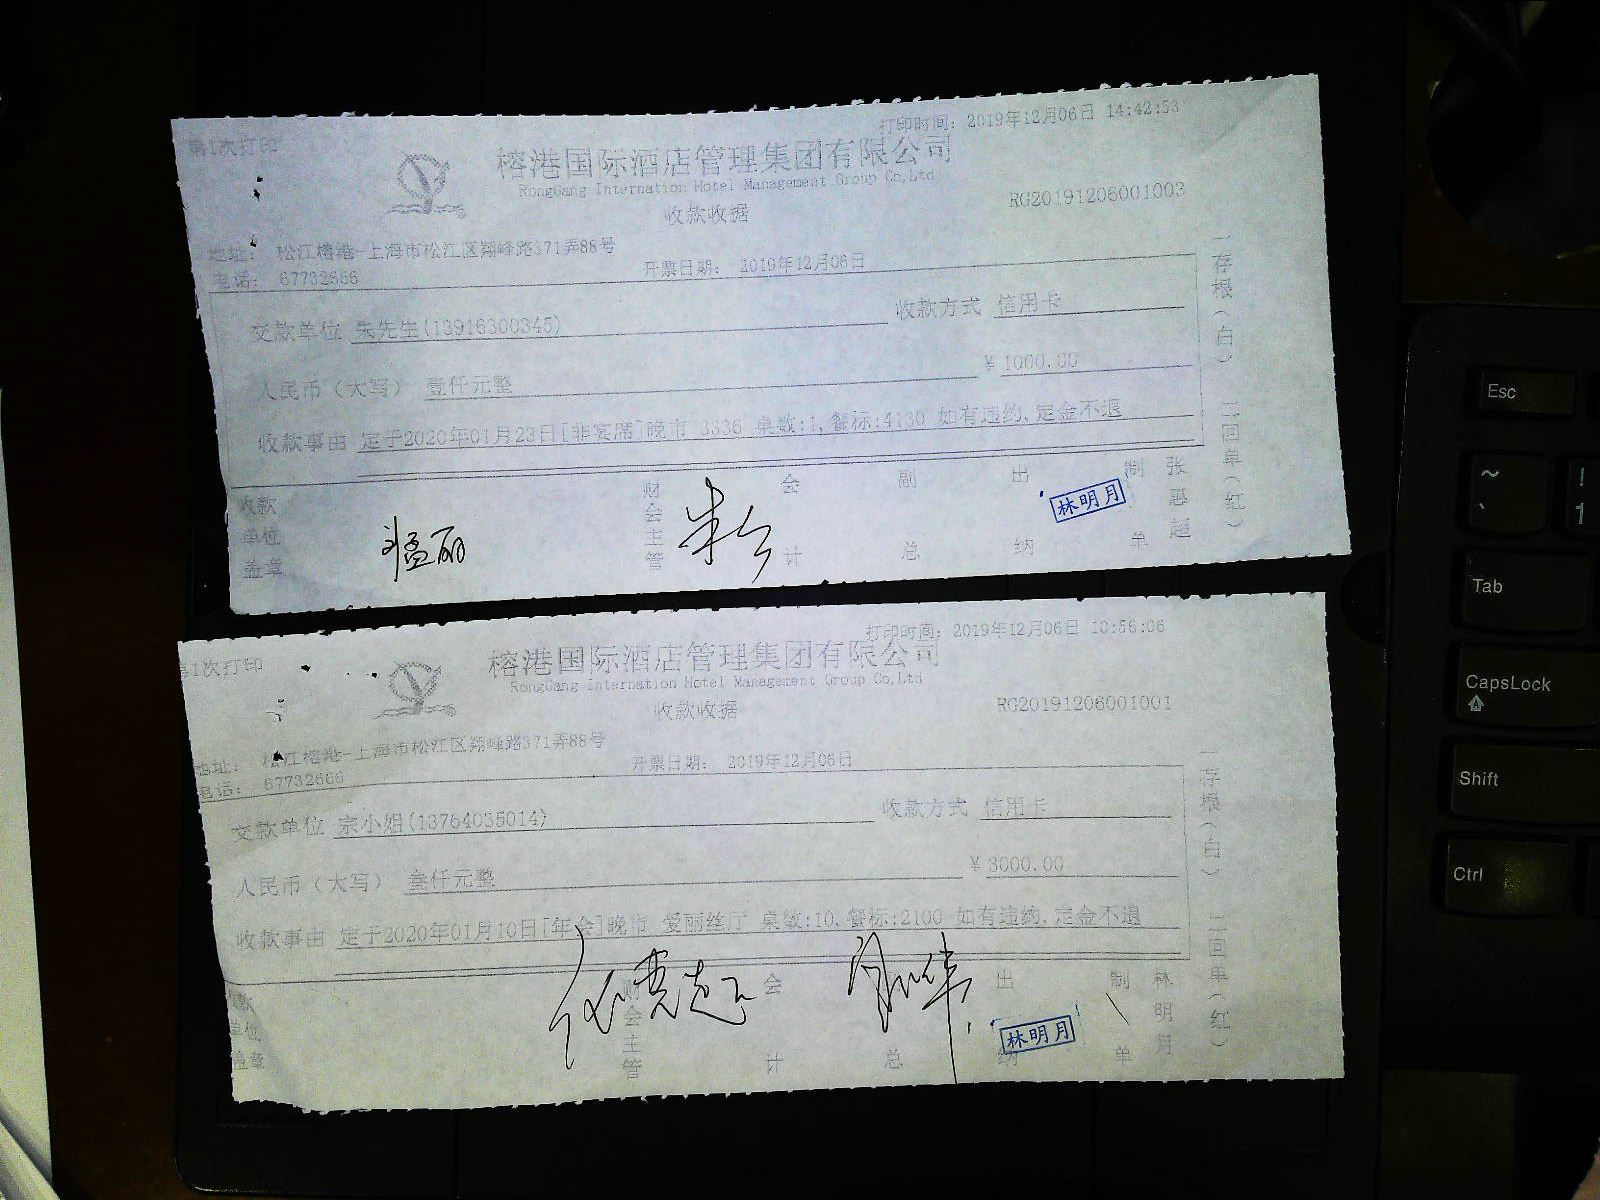 第1次打印
打印时间：2019年12月06日 14:42:53
榕港国际酒店管理集团有限公司
RongGang Internation Hotel Management Group Co,Ltd
收款收据
RG20191206001003
地址： 松江榕港-上海市松江区翔峰路371弄88号
电话： 67732666
开票日期： 2019年12月06日
交款单位 朱先生(13916300345)
收款方式 信用卡
人民币（大写） 壹仟元整
¥ 1000.00
收款事由 定于2020年01月23日[非宴席]晚市 3336 桌数:1,餐标:4130 如有违约,定金不退
收款单位盖章
财会主管
会计
副总
出纳
林明月
制单
张惠超
一存根（白）
二回单（红）
第1次打印
打印时间：2019年12月06日 10:56:06
榕港国际酒店管理集团有限公司
RongGang Internation Hotel Management Group Co,Ltd
收款收据
RG20191206001001
地址： 松江榕港-上海市松江区翔峰路371弄88号
电话： 67732666
开票日期： 2019年12月06日
交款单位 宗小姐(13764035014)
收款方式 信用卡
人民币（大写） 叁仟元整
¥ 3000.00
收款事由 定于2020年01月10日[年会]晚市 爱丽丝厅 桌数:10,餐标:2100 如有违约,定金不退
收款单位盖章
财会主管
会计
总
出纳
林明月
制单
林明月
一存根（白）
二回单（红）
Esc
~
`
!
1
Tab
CapsLock
Shift
Ctrl